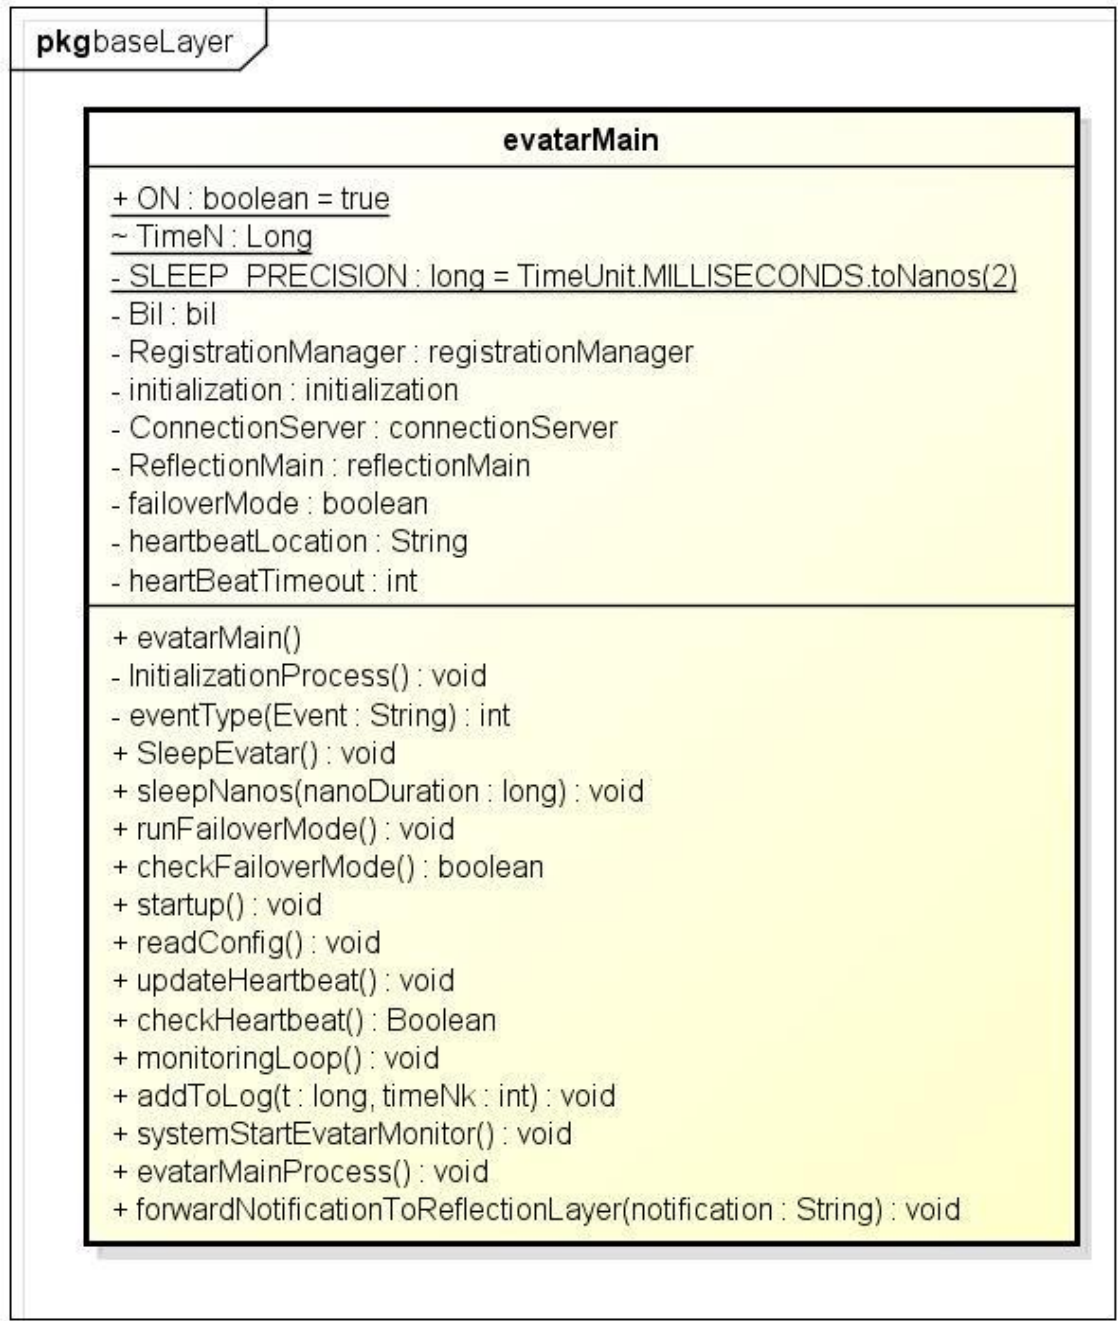 pkg baseLayer
evatarMain
+ ON : boolean = true
~ TimeN : Long
- SLEEP_PRECISION : long = TimeUnit.MILLISECONDS.toNanos(2)
- Bil : bil
- RegistrationManager : registrationManager
- initialization : initialization
- ConnectionServer : connectionServer
- ReflectionMain : reflectionMain
- failoverMode : boolean
- heartbeatLocation : String
- heartBeatTimeout : int
+ evatarMain()
- InitializationProcess() : void
- eventType(Event : String) : int
+ SleepEvatar() : void
+ sleepNanos(nanoDuration : long) : void
+ runFailoverMode() : void
+ checkFailoverMode() : boolean
+ startup() : void
+ readConfig() : void
+ updateHeartbeat() : void
+ checkHeartbeat() : Boolean
+ monitoringLoop() : void
+ addToLog(t : long, timeNk : int) : void
+ systemStartEvatarMonitor() : void
+ evatarMainProcess() : void
+ forwardNotificationToReflectionLayer(notification : String) : void